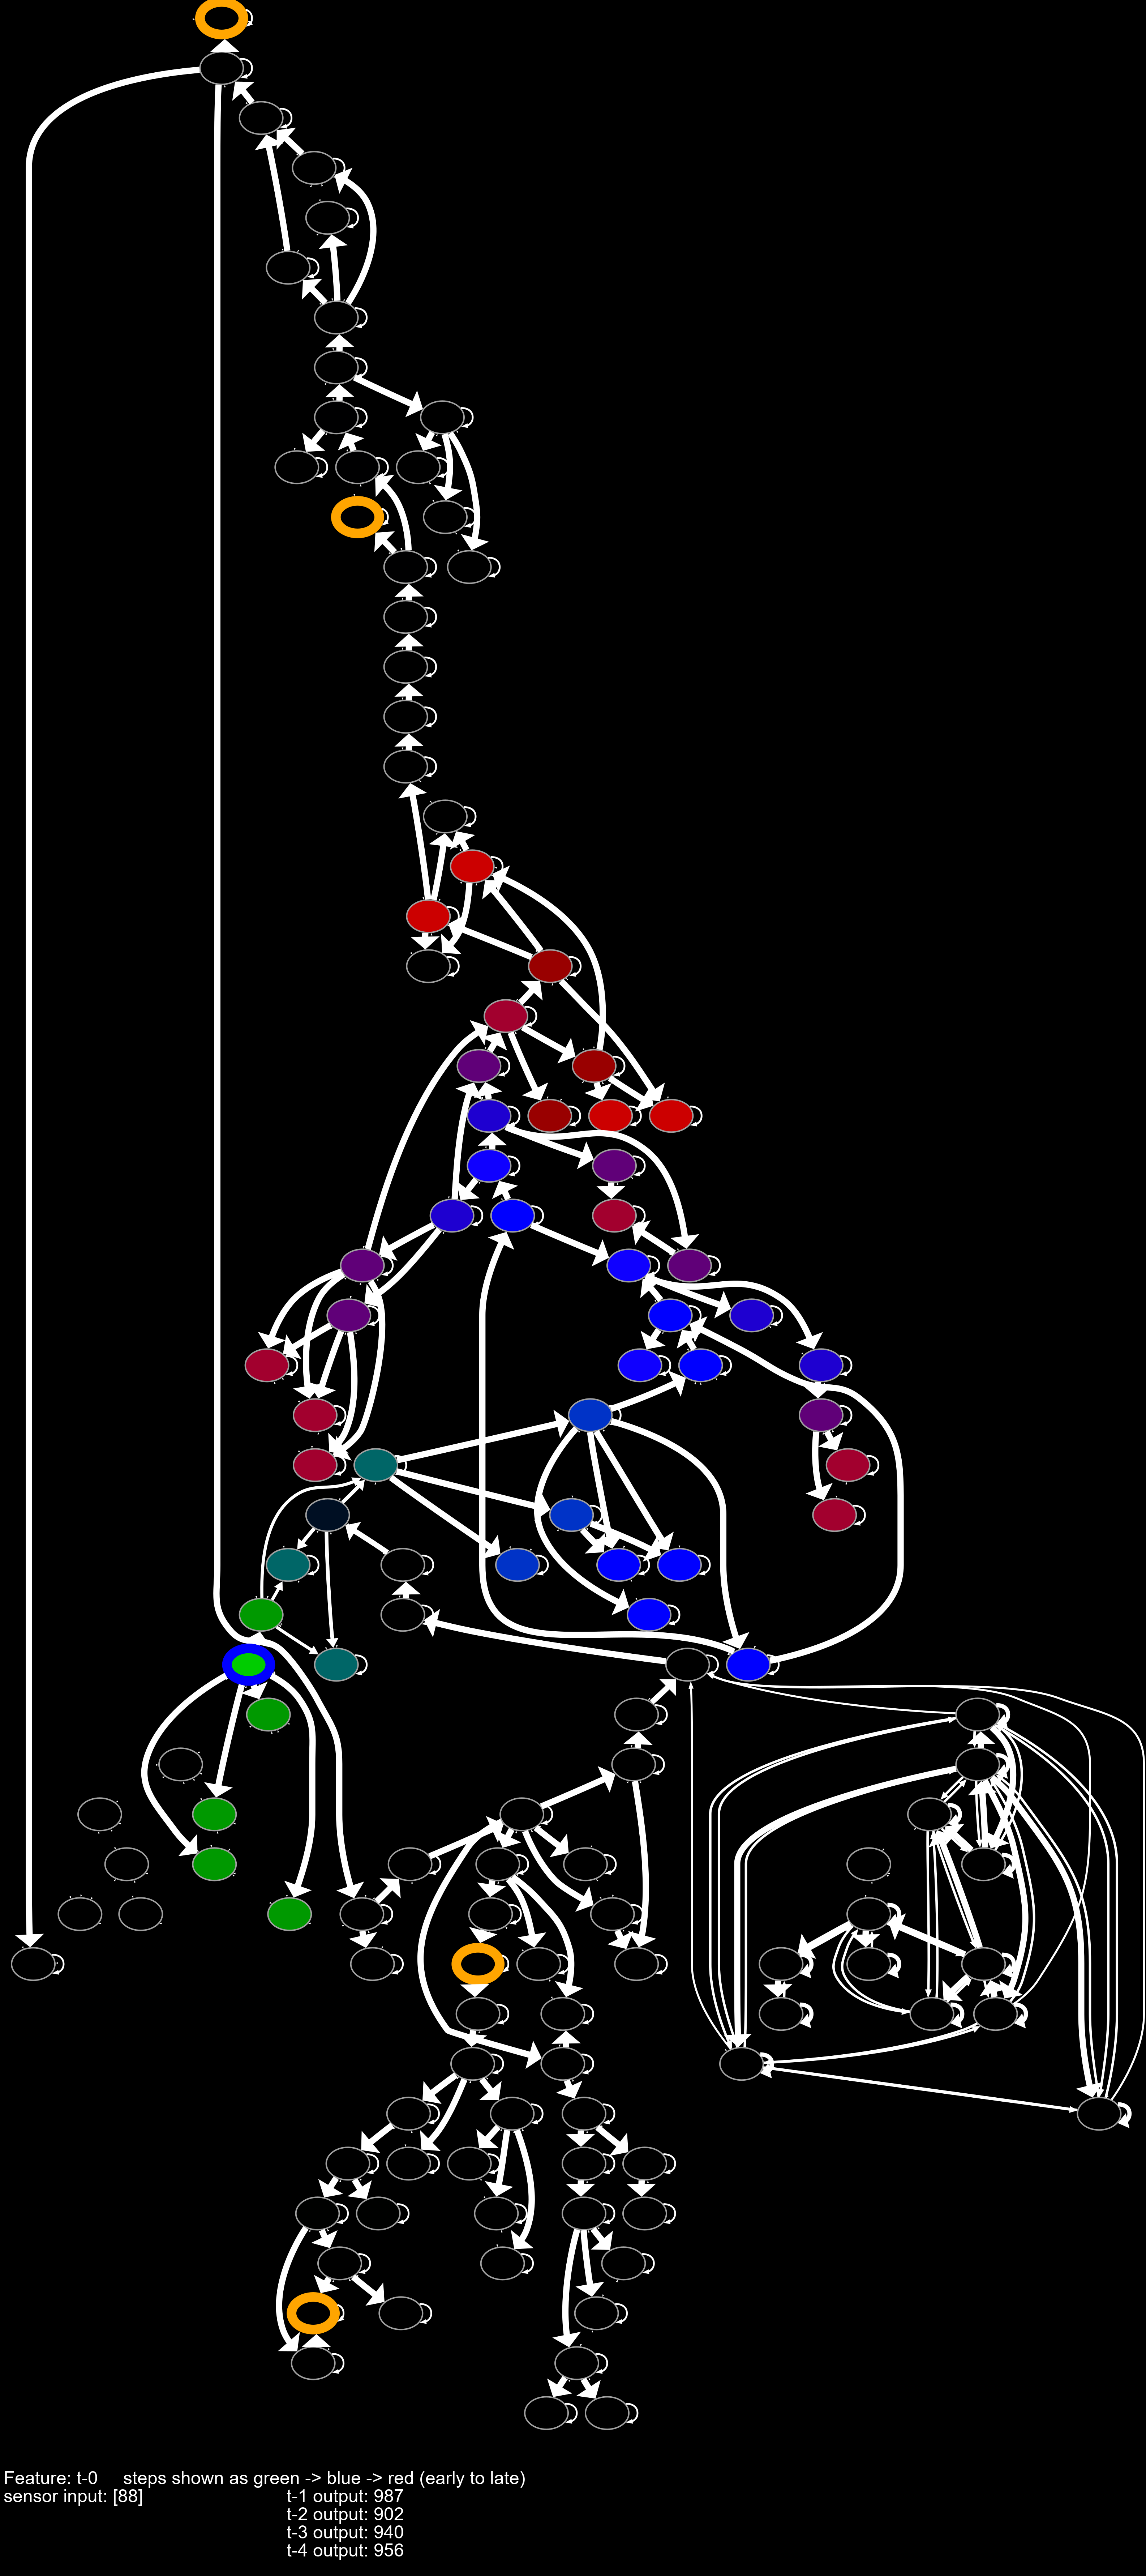 Feature: t-0 steps shown as green -> blue -> red (early to late)
sensor input: [88] t-1 output: 987
t-2 output: 902
t-3 output: 940
t-4 output: 956